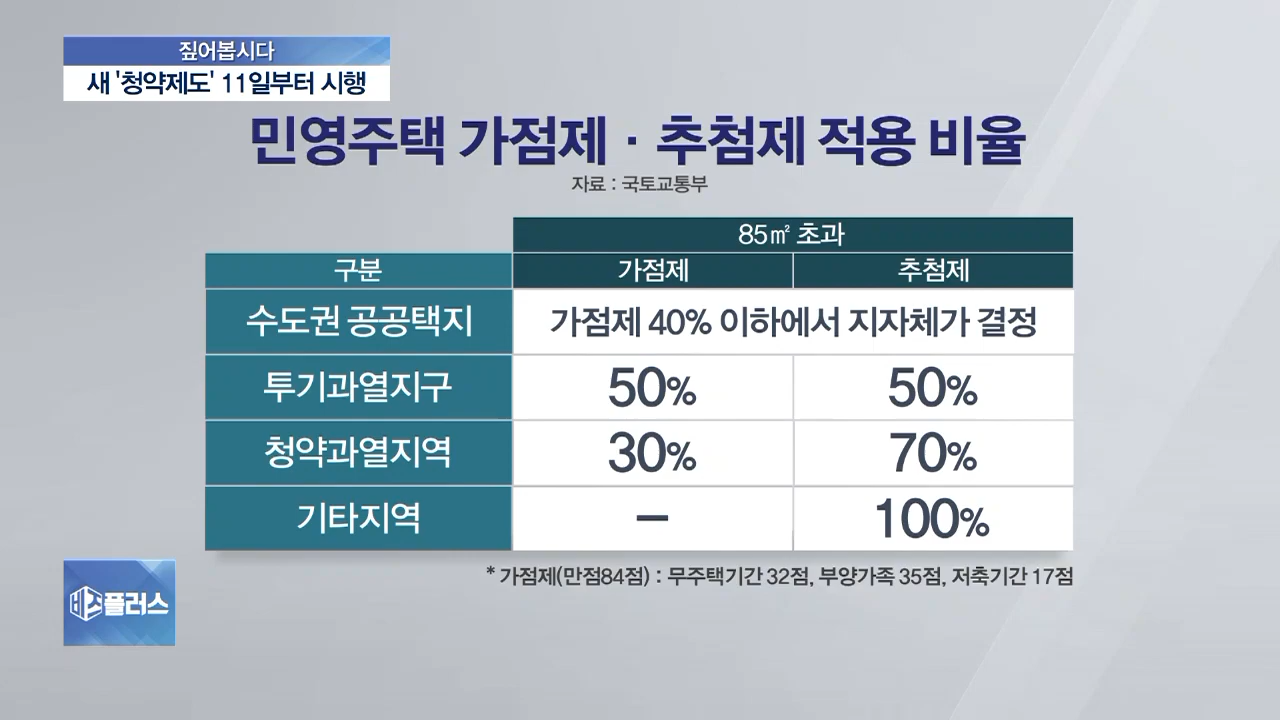 짚어봅시다
새 '청약제도' 11일부터 시행
민영주택 가점제 · 추첨제 적용 비율
자료 : 국토교통부
85㎡ 초과
구분 가점제 추첨제
수도권 공공택지 가점제 40% 이하에서 지자체가 결정
투기과열지구 50% 50%
청약과열지역 30% 70%
기타지역 – 100%
* 가점제(만점84점) : 무주택기간 32점, 부양가족 35점, 저축기간 17점
비즈플러스